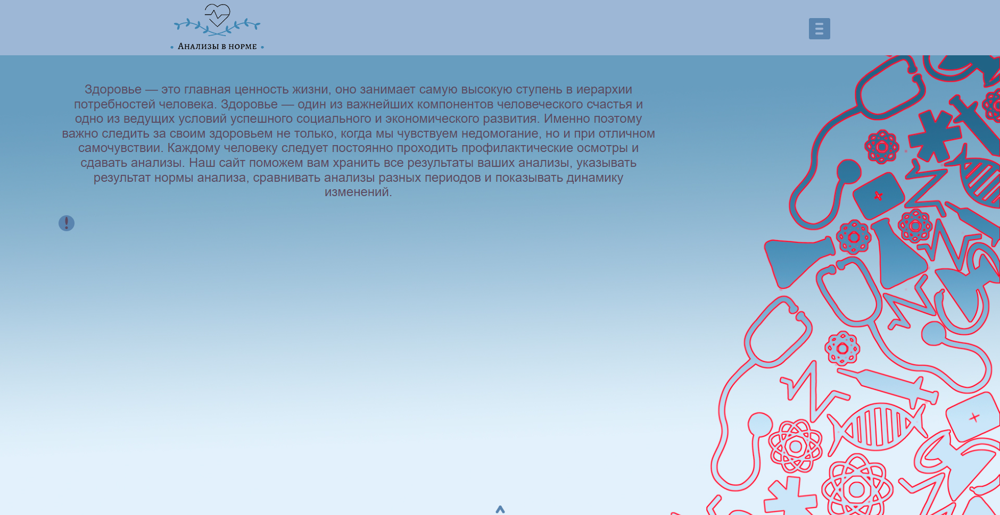 Анализы в норме
Здоровье — это главная ценность жизни, оно занимает самую высокую ступень в иерархии
потребностей человека. Здоровье — один из важнейших компонентов человеческого счастья и
одно из ведущих условий успешного социального и экономического развития. Именно поэтому
важно следить за своим здоровьем не только, когда мы чувствуем недомогание, но и при отличном
самочувствии. Каждому человеку следует постоянно проходить профилактические осмотры и
сдавать анализы. Наш сайт поможем вам хранить все результаты ваших анализы, указывать
результат нормы анализа, сравнивать анализы разных периодов и показывать динамику
изменений.